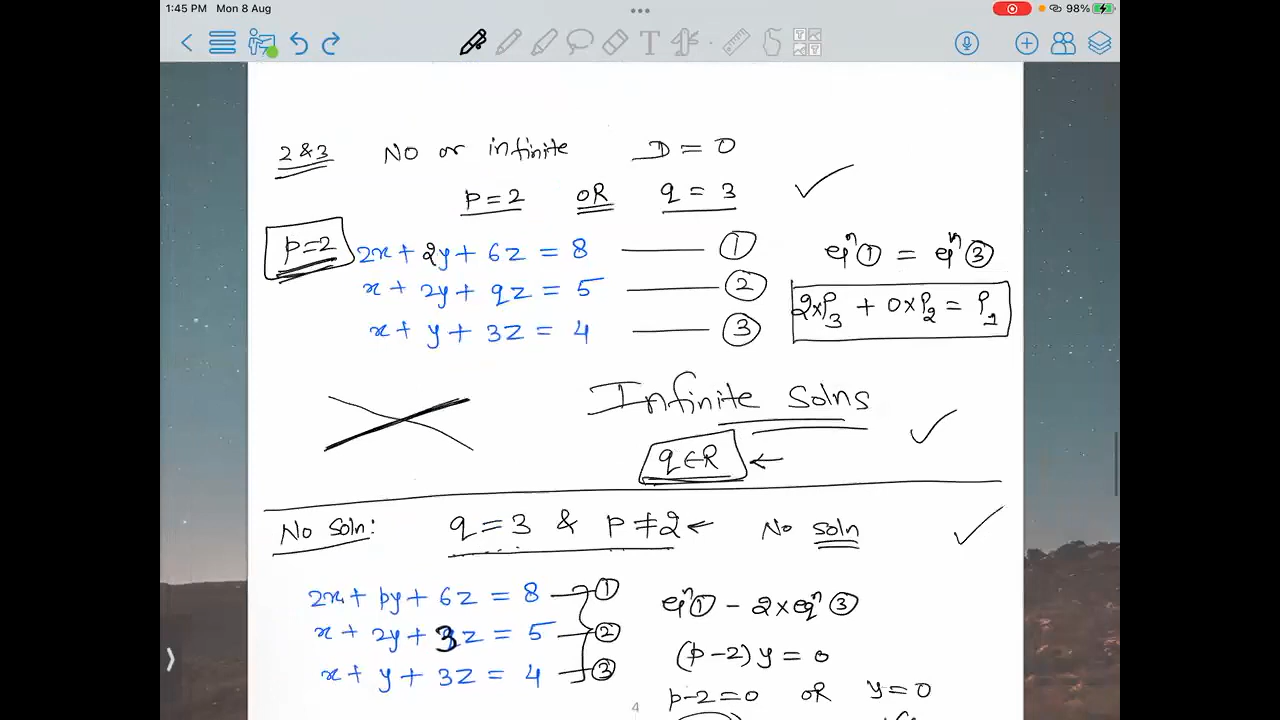 1:45 PM Mon 8 Aug
98%
2 & 3 No or infinite D = 0
p = 2 OR q = 3
p=2
2x + 2y + 6z = 8 ——— ①
x + 2y + qz = 5 ——— ②
x + y + 3z = 4 ——— ③
eqⁿ① = eqⁿ③
2×P₃ + 0×P₂ = P₁
Infinite solns
q∈R ←
No soln: q = 3 & p ≠ 2 ← No soln
2x + py + 6z = 8 — ①
x + 2y + 3z = 5 — ②
x + y + 3z = 4 — ③
eqⁿ① - 2×eqⁿ③
(p-2)y = 0
p-2=0 OR y=0
4